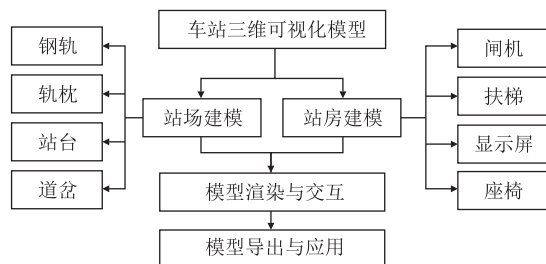 车站三维可视化模型
钢轨
轨枕
站台
道岔
站场建模
站房建模
闸机
扶梯
显示屏
座椅
模型渲染与交互
模型导出与应用